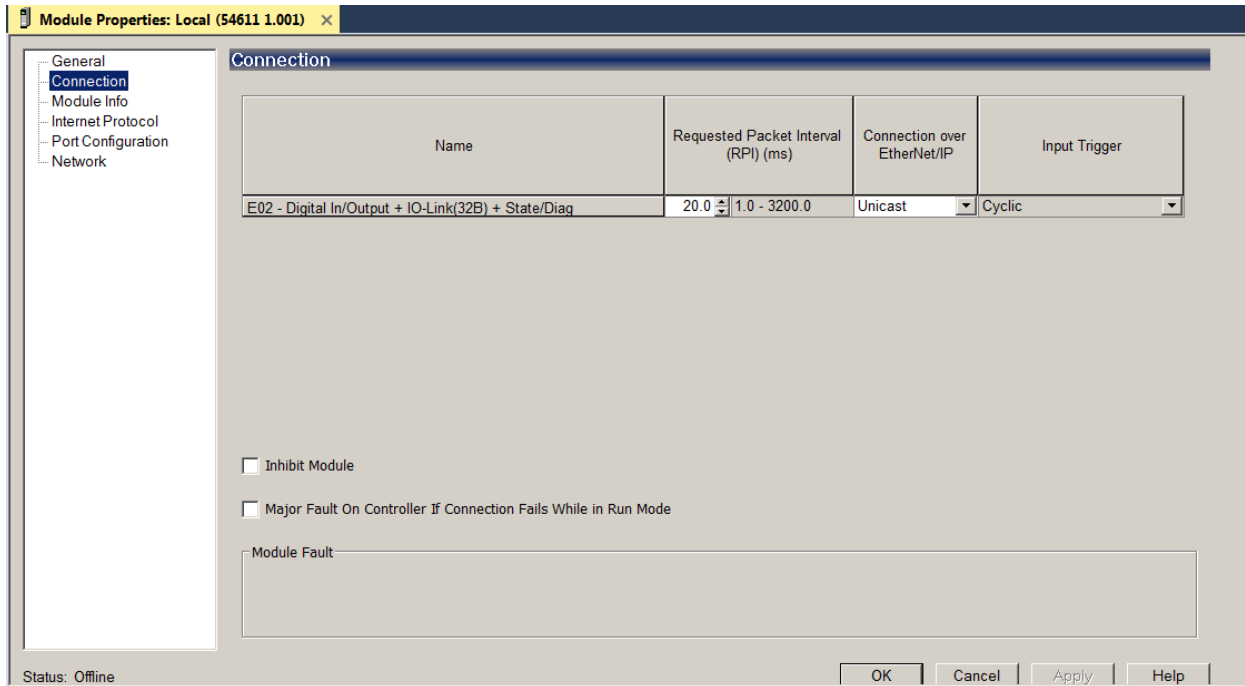 Module Properties: Local (54611 1.001) ×
General
Connection
Module Info
Internet Protocol
Port Configuration
Network
Connection
Name
Requested Packet Interval
(RPI) (ms)
Connection over
EtherNet/IP
Input Trigger
E02 - Digital In/Output + IO-Link(32B) + State/Diag
20.0
1.0 - 3200.0
Unicast
Cyclic
Inhibit Module
Major Fault On Controller If Connection Fails While in Run Mode
Module Fault
Status: Offline
OK
Cancel
Apply
Help